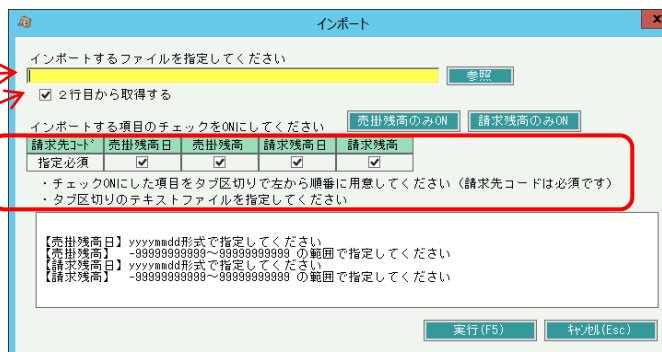 インポート
x
インポートするファイルを指定してください
参照
2行目から取得する
インポートする項目のチェックをONにしてください 売掛残高のみON 請求残高のみON
請求先ｺｰﾄﾞ 売掛残高日 売掛残高 請求残高日 請求残高
指定必須
・チェックONにした項目をタブ区切りで左から順番に用意してください（請求先コードは必須です）
・タブ区切りのテキストファイルを指定してください
【売掛残高日】 yyyymmdd形式で指定してください
【売掛残高】 -99999999999～99999999999 の範囲で指定してください
【請求残高日】 yyyymmdd形式で指定してください
【請求残高】 -99999999999～99999999999 の範囲で指定してください
実行(F5) ｷｬﾝｾﾙ(Esc)